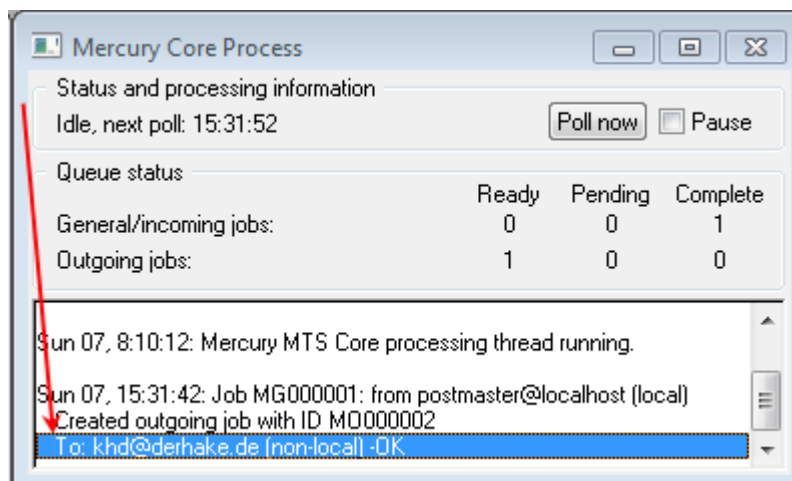 Mercury Core Process
Status and processing information
Idle, next poll: 15:31:52 Poll now Pause
Queue status
Ready Pending Complete
General/incoming jobs: 0 0 1
Outgoing jobs: 1 0 0
Sun 07, 8:10:12: Mercury MTS Core processing thread running.
Sun 07, 15:31:42: Job MG000001: from postmaster@localhost (local)
Created outgoing job with ID MO000002
To: khd@derhake.de (non-local) -OK